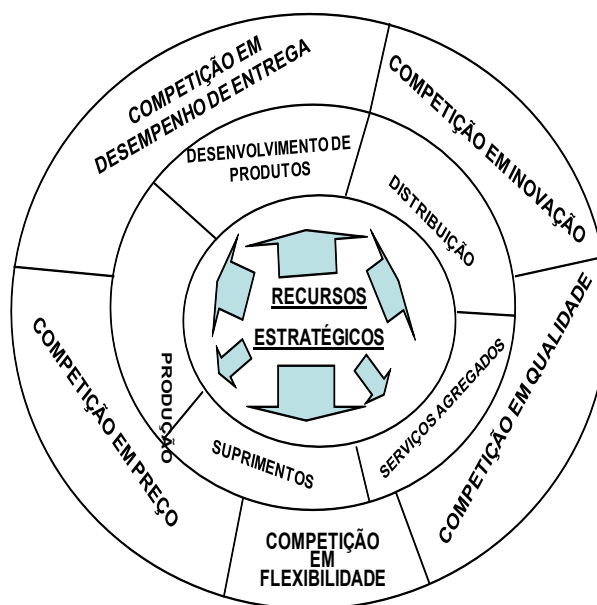 COMPETIÇÃO EM
DESEMPENHO DE ENTREGA
COMPETIÇÃO EM INOVAÇÃO
DESENVOLVIMENTO DE
PRODUTOS
DISTRIBUIÇÃO
RECURSOS
ESTRATÉGICOS
PRODUÇÃO
SUPRIMENTOS
SERVIÇOS AGREGADOS
COMPETIÇÃO EM PREÇO
COMPETIÇÃO EM QUALIDADE
COMPETIÇÃO
EM
FLEXIBILIDADE